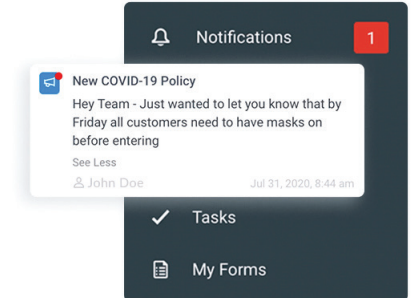 Notifications 1
New COVID-19 Policy
Hey Team - Just wanted to let you know that by
Friday all customers need to have masks on
before entering
See Less
John Doe Jul 31, 2020, 8:44 am
Tasks
My Forms